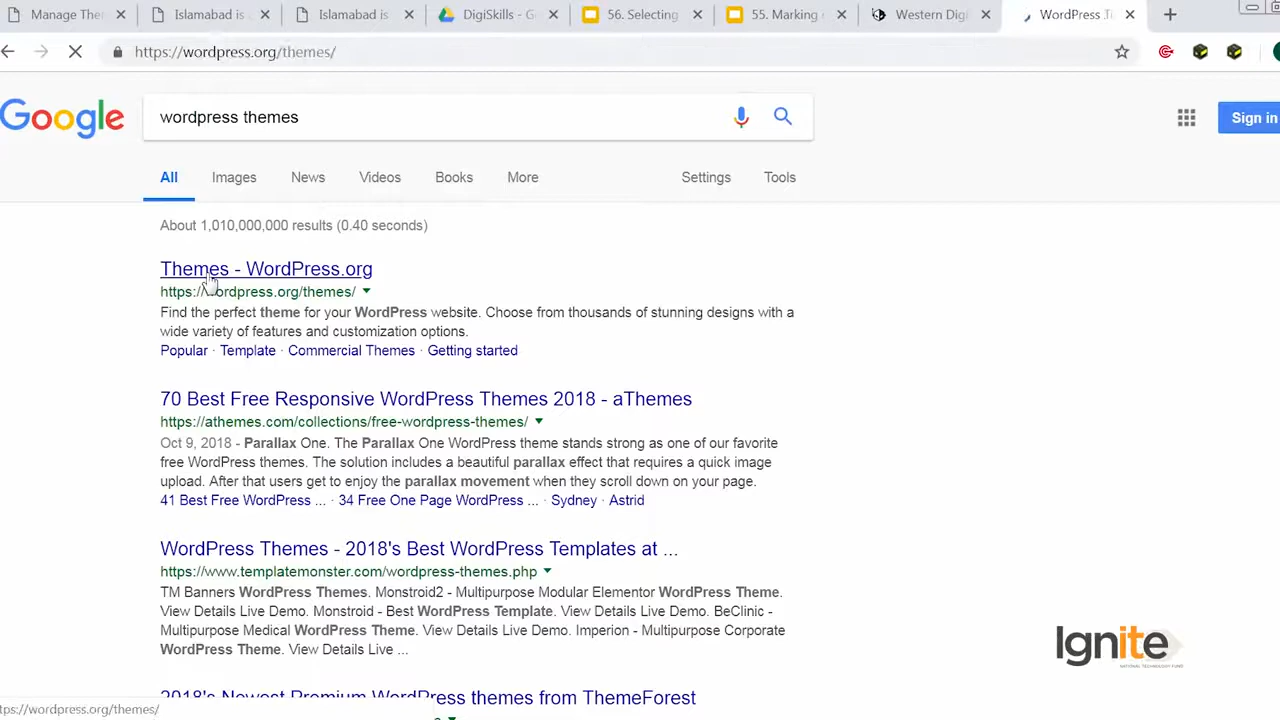 Manage The
Islamabad is a
Islamabad is
DigiSkills - G
56. Selecting
55. Marking
Western Digi
WordPress T
https://wordpress.org/themes/
Google
wordpress themes
Sign in
All
Images
News
Videos
Books
More
Settings
Tools
About 1,010,000,000 results (0.40 seconds)
Themes - WordPress.org
https://wordpress.org/themes/
Find the perfect theme for your WordPress website. Choose from thousands of stunning designs with a
wide variety of features and customization options.
Popular · Template · Commercial Themes · Getting started
70 Best Free Responsive WordPress Themes 2018 - aThemes
https://athemes.com/collections/free-wordpress-themes/
Oct 9, 2018 - Parallax One. The Parallax One WordPress theme stands strong as one of our favorite
free WordPress themes. The solution includes a beautiful parallax effect that requires a quick image
upload. After that users get to enjoy the parallax movement when they scroll down on your page.
41 Best Free WordPress ... · 34 Free One Page WordPress ... · Sydney · Astrid
WordPress Themes - 2018's Best WordPress Templates at ...
https://www.templatemonster.com/wordpress-themes.php
TM Banners WordPress Themes. Monstroid2 - Multipurpose Modular Elementor WordPress Theme.
View Details Live Demo. Monstroid - Best WordPress Template. View Details Live Demo. BeClinic -
Multipurpose Medical WordPress Theme. View Details Live Demo. Imperion - Multipurpose Corporate
WordPress Theme. View Details Live ...
Ignite
NATIONAL TECHNOLOGY FUND
2018's Newest Premium WordPress themes from ThemeForest
tps://wordpress.org/themes/